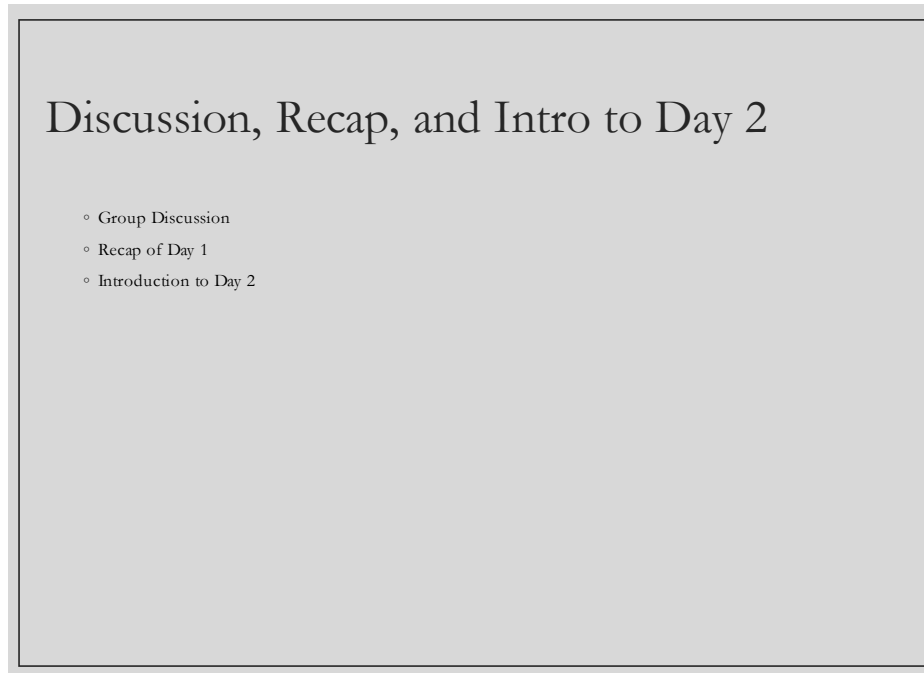 Discussion, Recap, and Intro to Day 2
◦ Group Discussion
◦ Recap of Day 1
◦ Introduction to Day 2